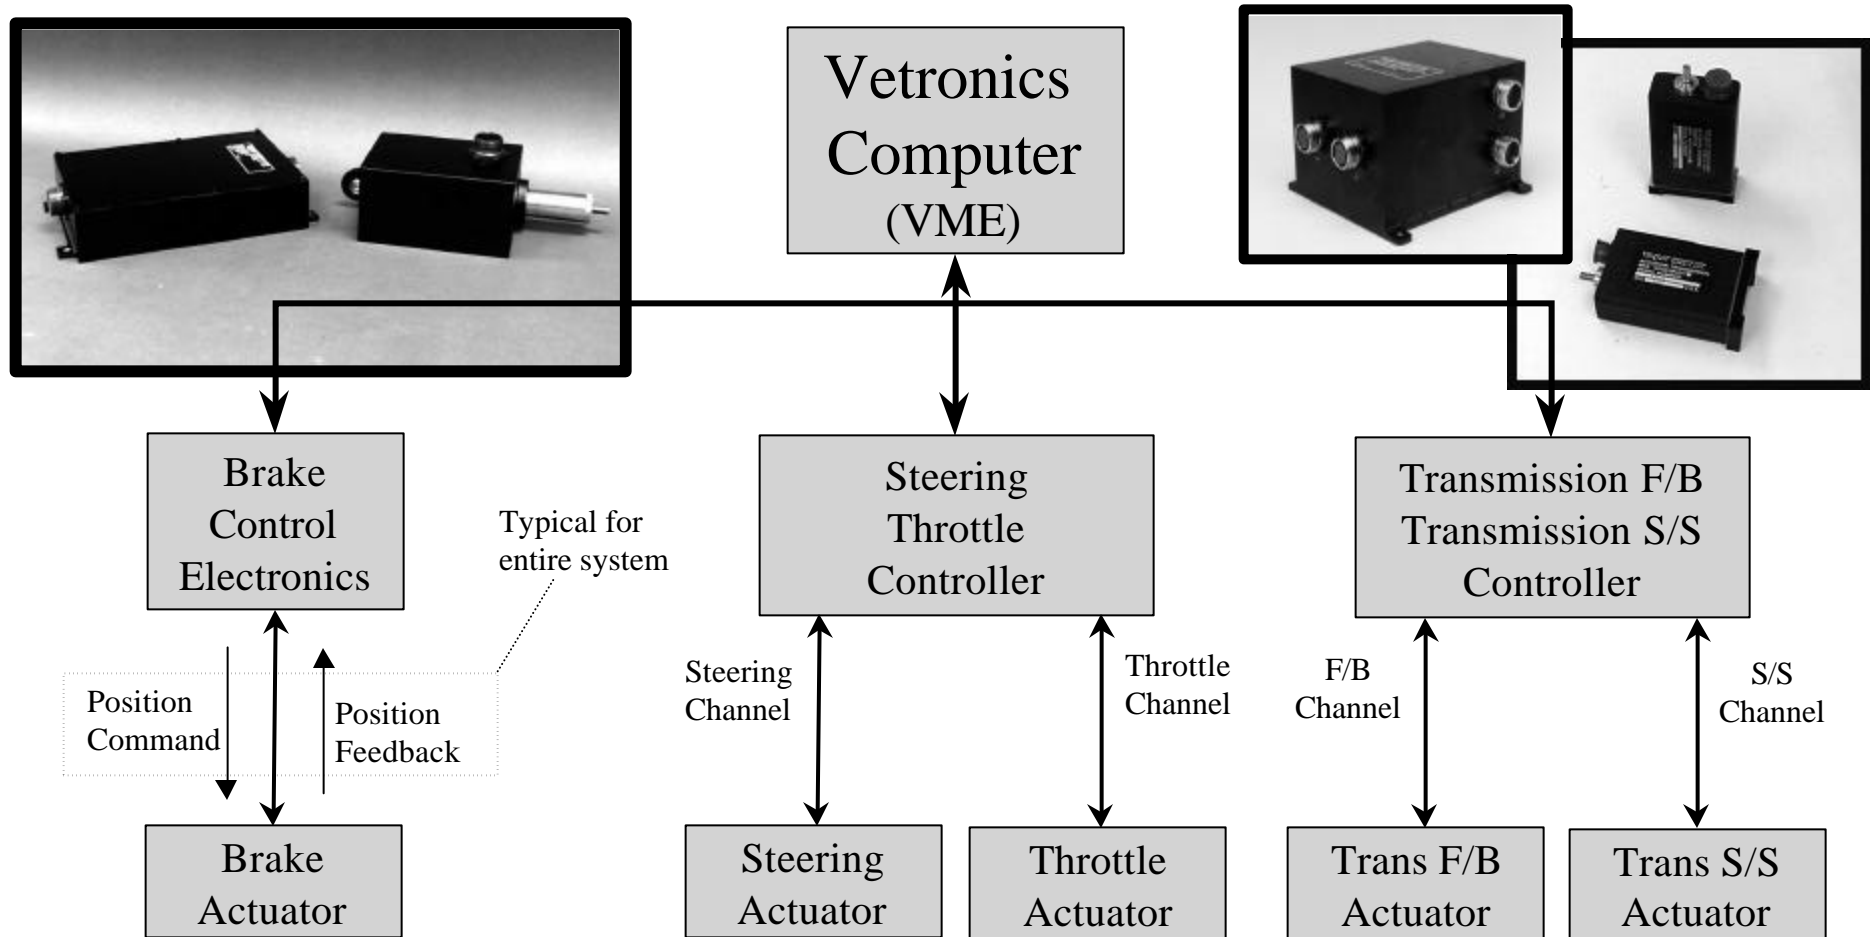 Vetronics
Computer
(VME)
Brake
Control
Electronics
Typical for
entire system
Steering
Throttle
Controller
Transmission F/B
Transmission S/S
Controller
Position
Command
Position
Feedback
Steering
Channel
Throttle
Channel
F/B
Channel
S/S
Channel
Brake
Actuator
Steering
Actuator
Throttle
Actuator
Trans F/B
Actuator
Trans S/S
Actuator